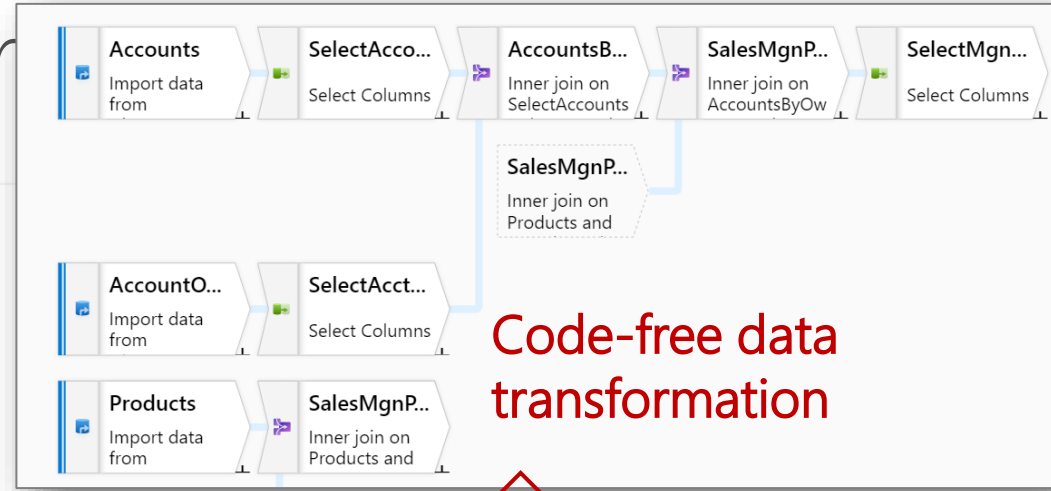 Accounts
Import data
from
SelectAcco...
Select Columns
AccountsB...
Inner join on
SelectAccounts
SalesMgnP...
Inner join on
AccountsByOw
SelectMgn...
Select Columns
SalesMgnP...
Inner join on
Products and
AccountO...
Import data
from
SelectAcct...
Select Columns
Code-free data
transformation
Products
Import data
from
SalesMgnP...
Inner join on
Products and